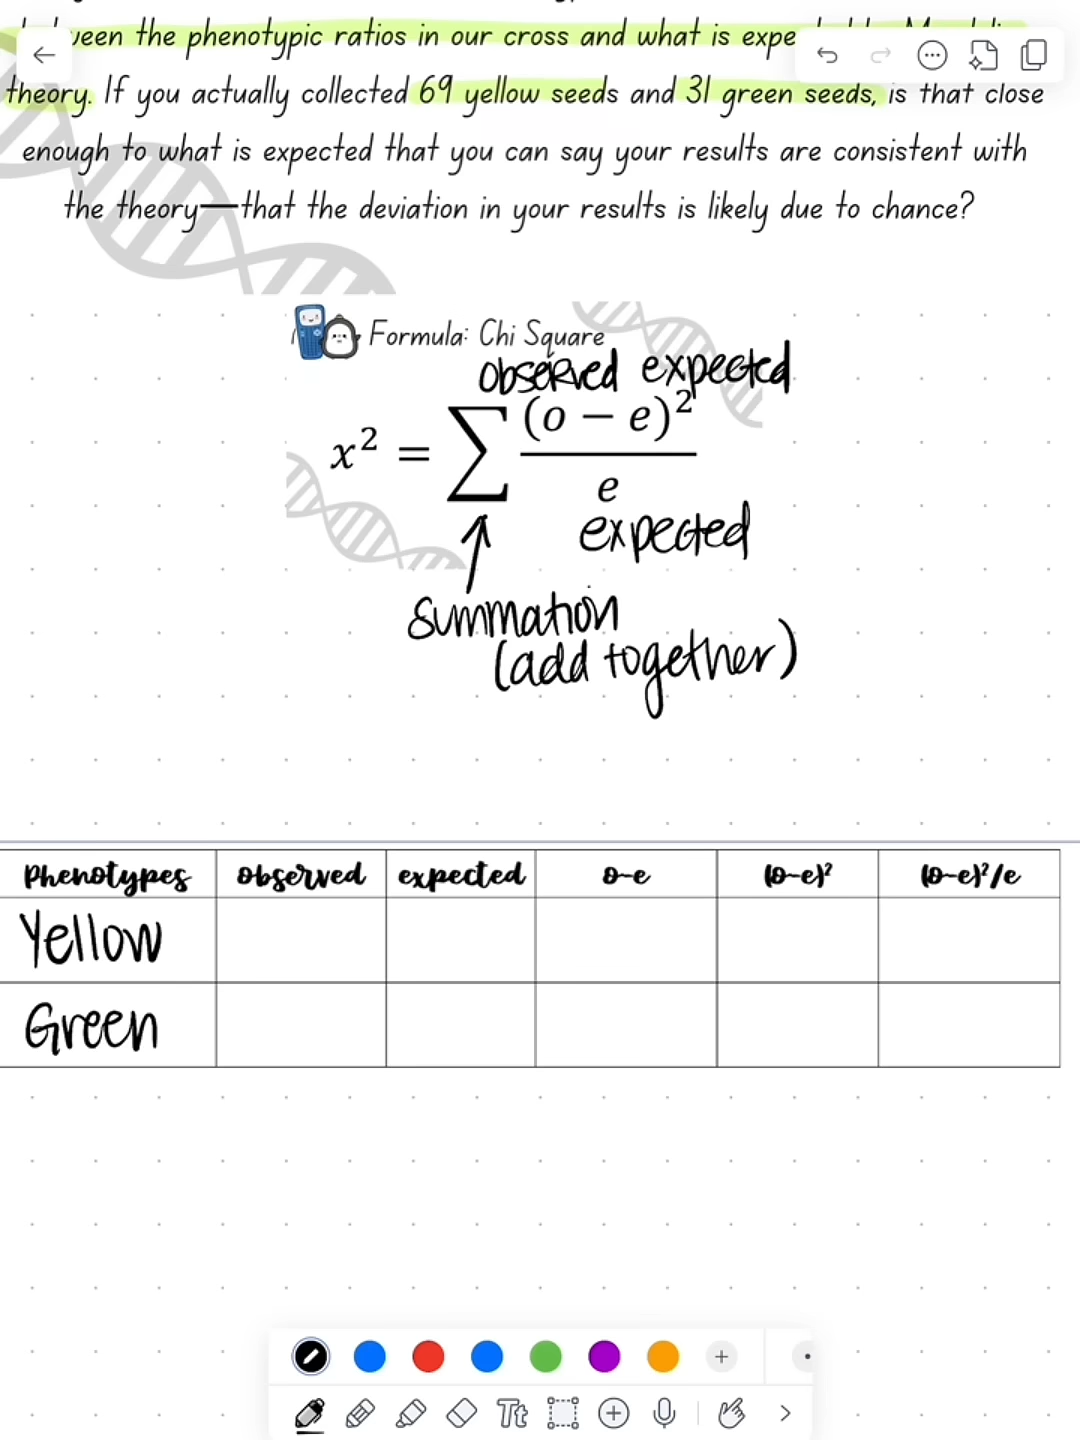 the phenotypic ratios in our cross and what is
theory. If you actually collected 69 yellow seeds and 31 green seeds, is that close
enough to what is expected that you can say your results are consistent with
the theory—that the deviation in your results is likely due to chance?
Formula: Chi Square
observed expected
x² = ∑ (o − e)²
e
expected
summation
(add together)
Phenotypes observed expected o-e (o-e)² (o-e)²/e
Yellow
Green
Tt